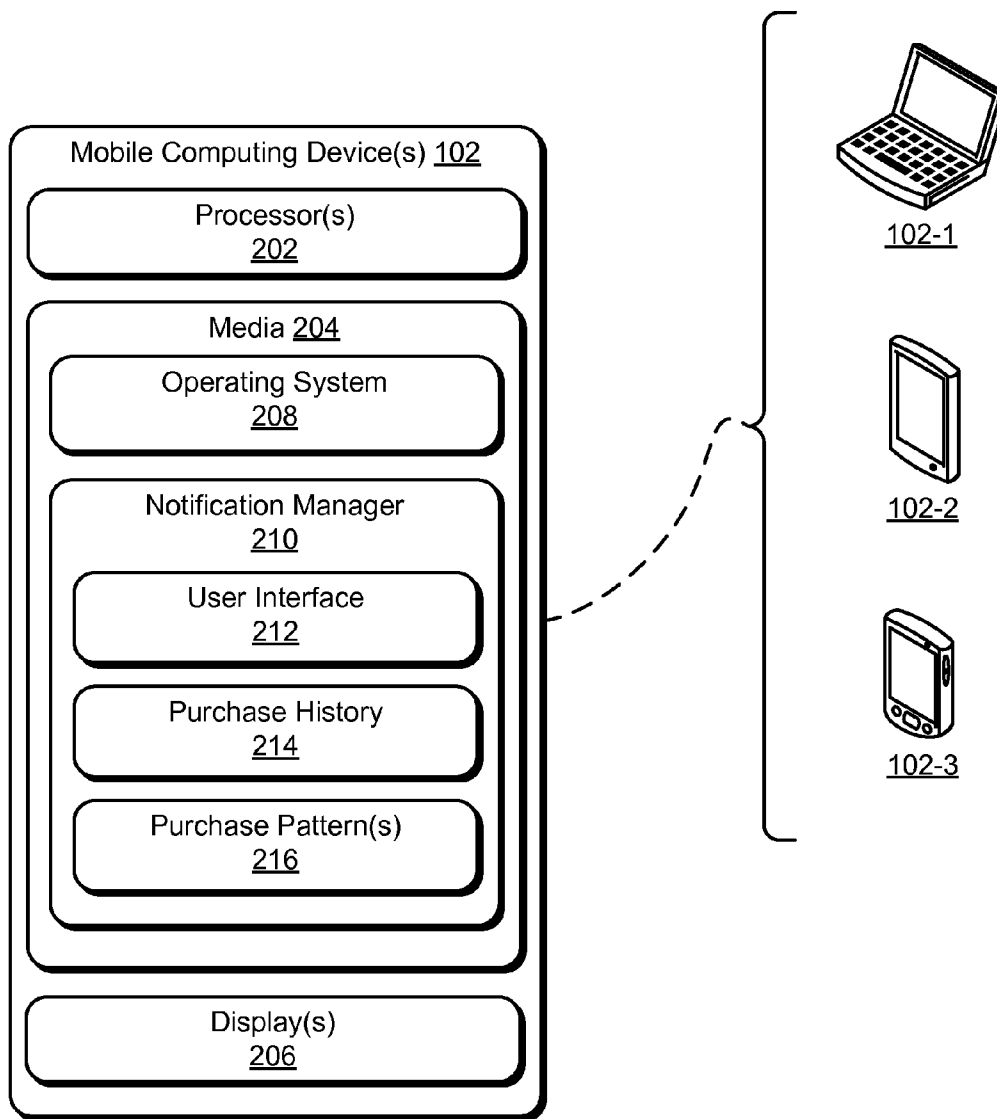 Mobile Computing Device(s) 102
Processor(s)
202
Media 204
Operating System
208
Notification Manager
210
User Interface
212
Purchase History
214
Purchase Pattern(s)
216
Display(s)
206
102-1
102-2
102-3